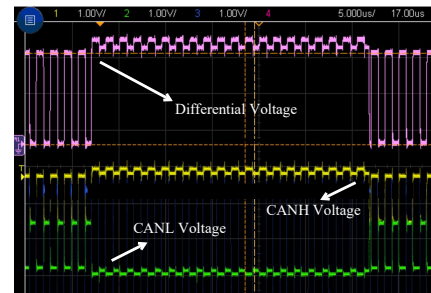 1 1.00V/ 2 1.00V/ 3 1.00V/ 4 5.000us/ 17.00us
Differential Voltage
T
CANH Voltage
CANL Voltage